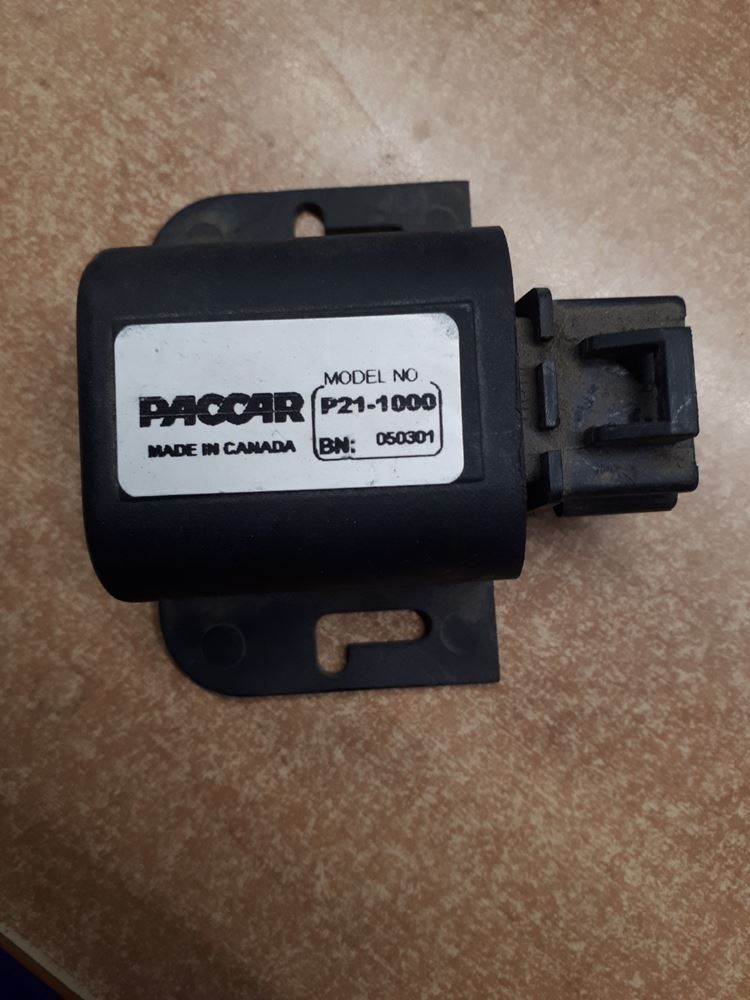 PACCAR
MADE IN CANADA
MODEL NO
P21-1000
BN: 050301